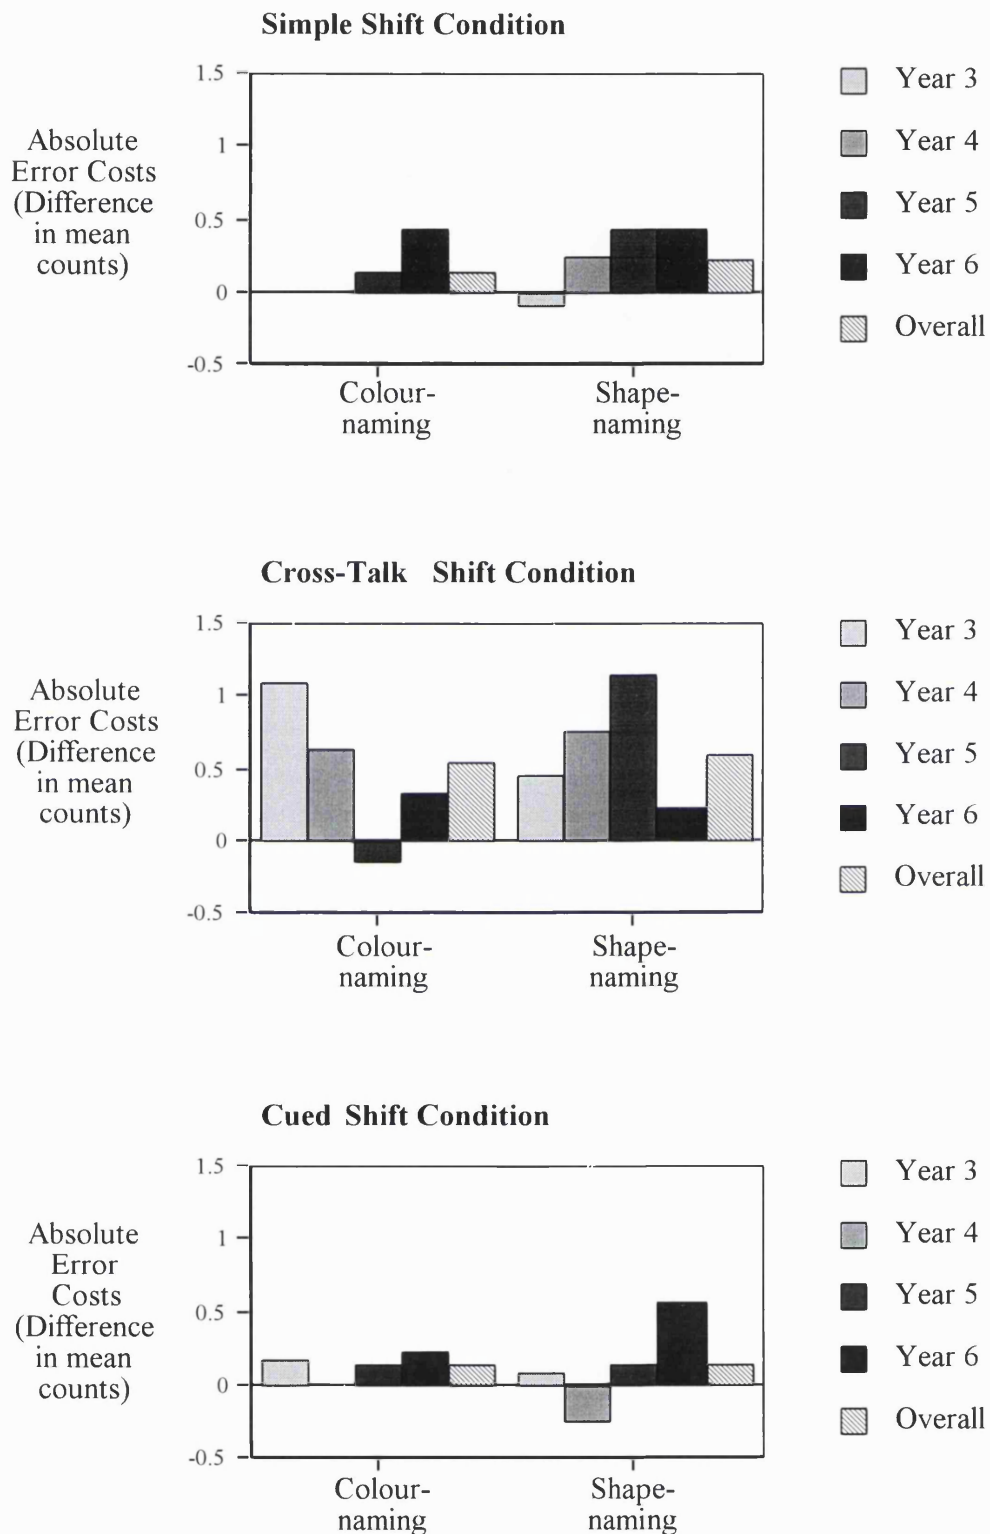 Simple Shift Condition
Absolute
Error Costs
(Difference
in mean
counts)
1.5
1
0.5
0
-0.5
Colour-
naming
Shape-
naming
Year 3
Year 4
Year 5
Year 6
Overall
Cross-Talk Shift Condition
Absolute
Error Costs
(Difference
in mean
counts)
1.5
1
0.5
0
-0.5
Colour-
naming
Shape-
naming
Year 3
Year 4
Year 5
Year 6
Overall
Cued Shift Condition
Absolute
Error
Costs
(Difference
in mean
counts)
1.5
1
0.5
0
-0.5
Colour-
naming
Shape-
naming
Year 3
Year 4
Year 5
Year 6
Overall